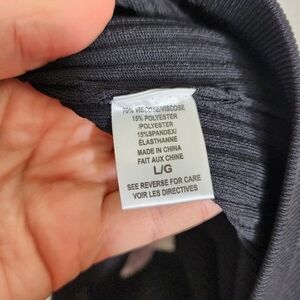 70% VISCOSE/VISCOSE
15% POLYESTER
/POLYESTER
15%SPANDEX/
ÉLASTHANNE
MADE IN CHINA
FAIT AUX CHINE
L/G
SEE REVERSE FOR CARE
VOIR LES DIRECTIVES